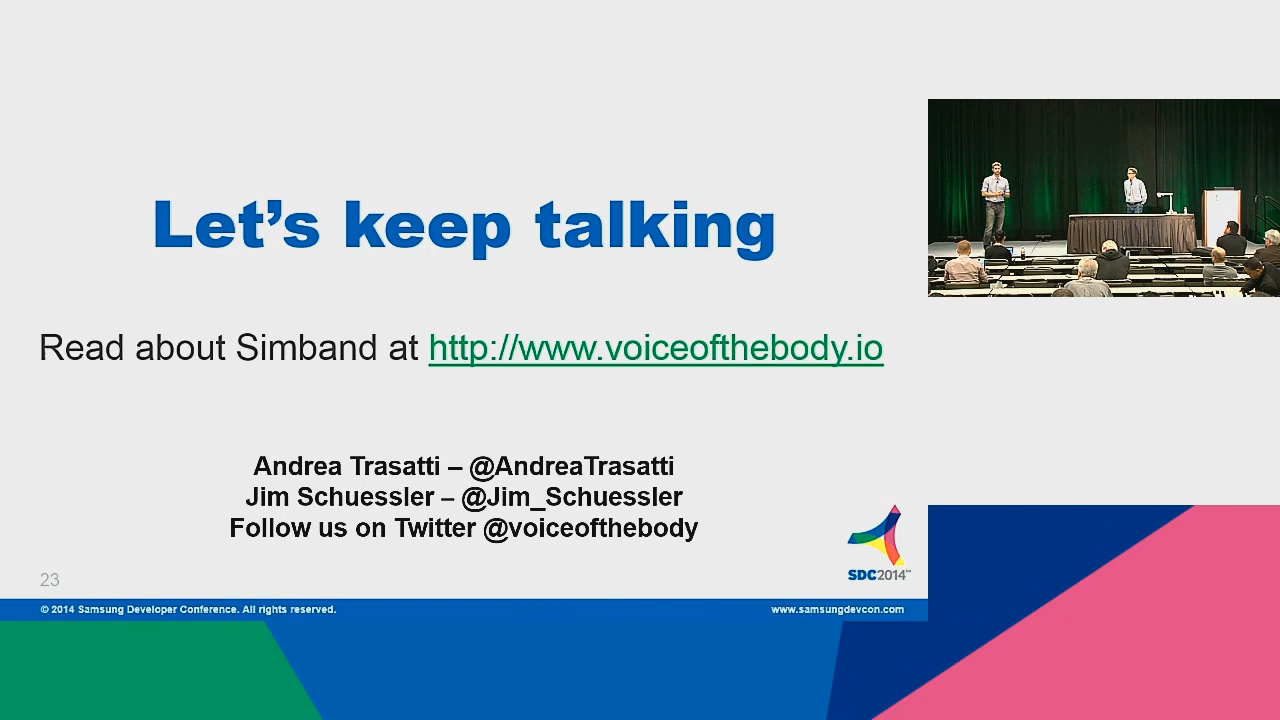 Let's keep talking
Read about Simband at http://www.voiceofthebody.io
Andrea Trasatti – @AndreaTrasatti
Jim Schuessler – @Jim_Schuessler
Follow us on Twitter @voiceofthebody
SDC2014™
23
© 2014 Samsung Developer Conference. All rights reserved.
www.samsungdevcon.com